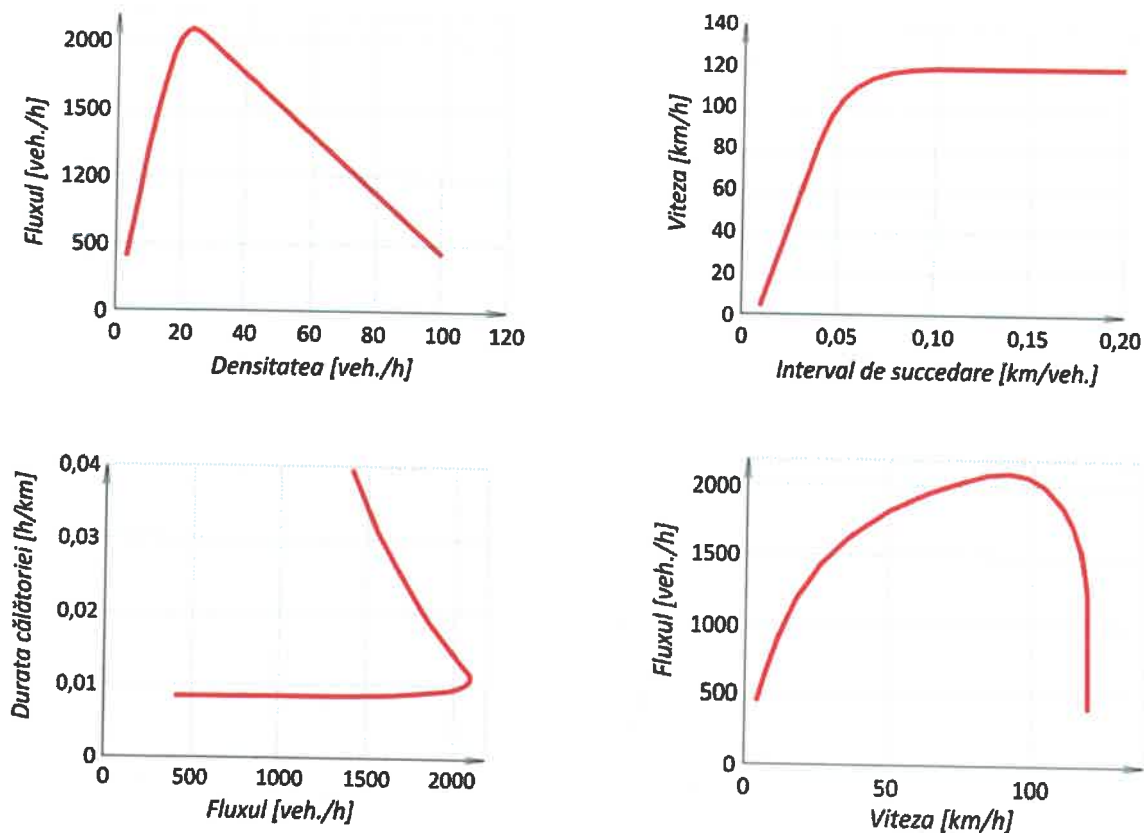 2000
1500
1200
500
0
Fluxul [veh./h]
0 20 40 60 80 100 120
Densitatea [veh./h]
140
120
100
80
60
40
20
0
Viteza [km/h]
0 0,05 0,10 0,15 0,20
Interval de succedare [km/veh.]
0,04
0,03
0,02
0,01
0
Durata călătoriei [h/km]
0 500 1000 1500 2000
Fluxul [veh./h]
2000
1500
1000
500
0
Fluxul [veh./h]
0 50 100
Viteza [km/h]